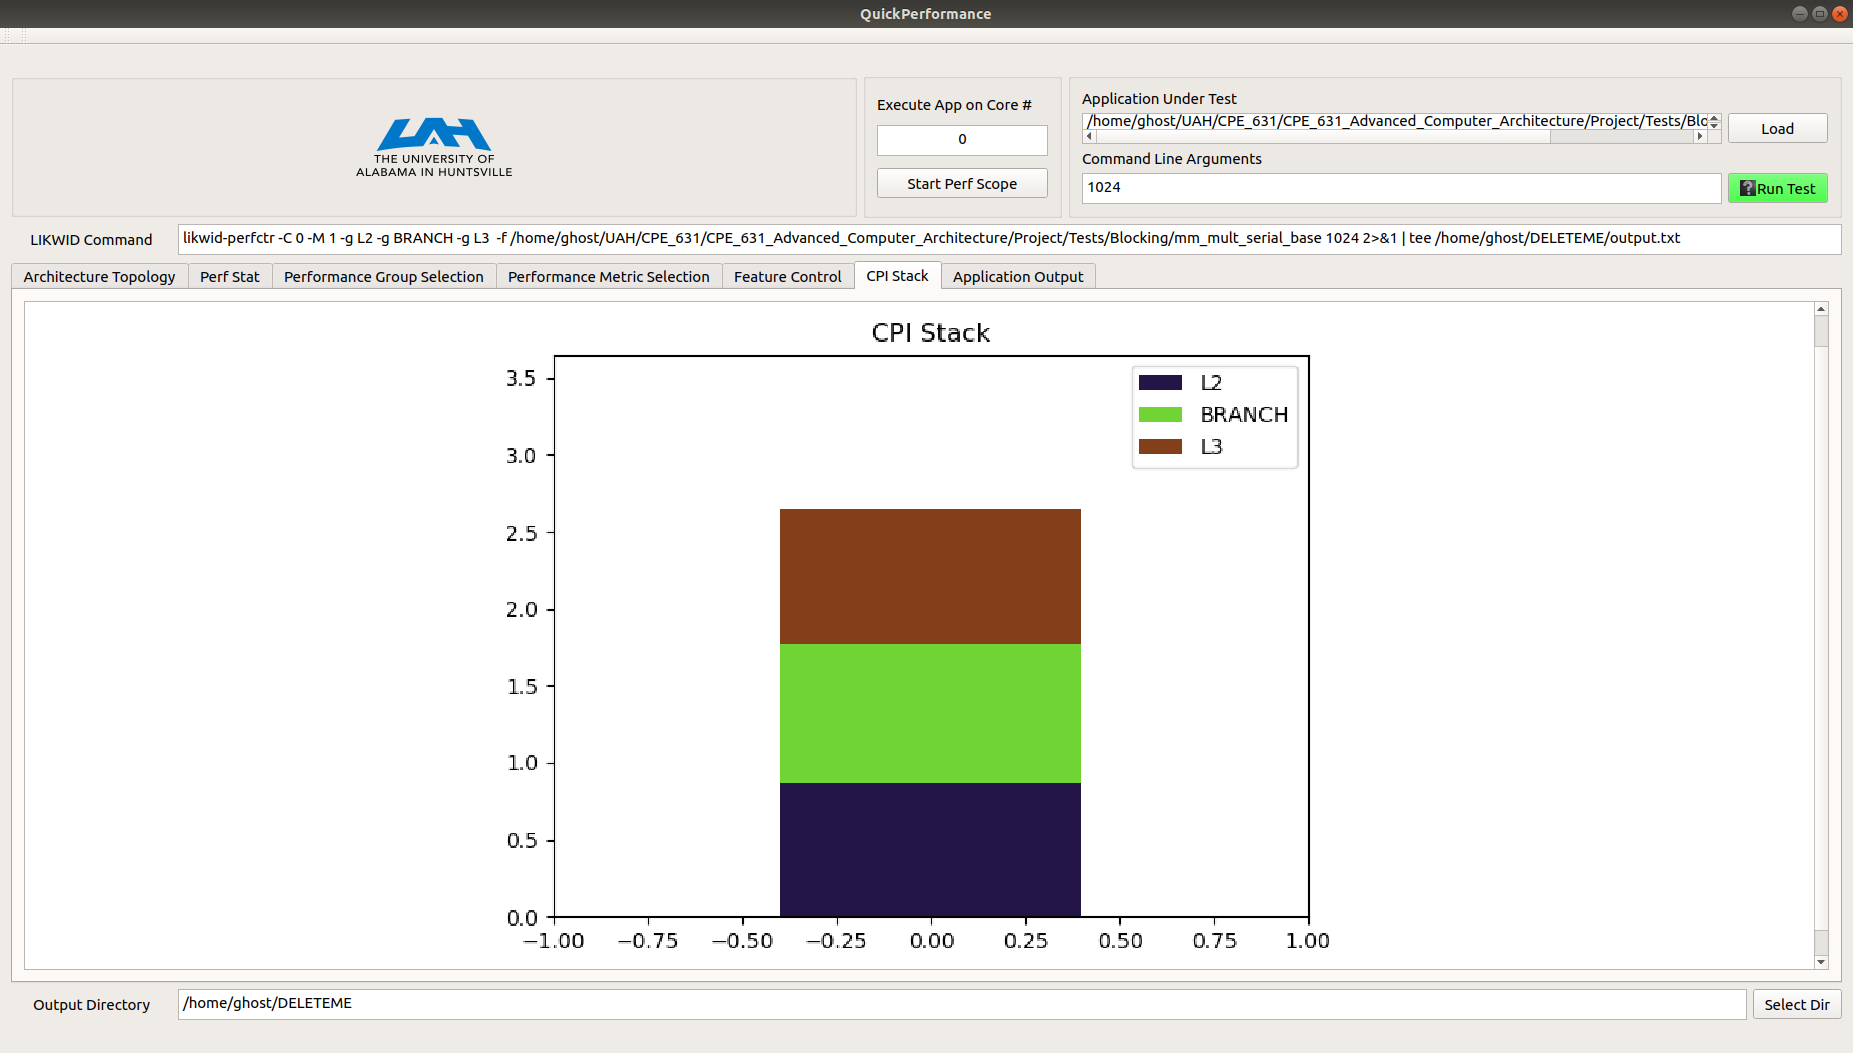 QuickPerformance
UAH
THE UNIVERSITY OF
ALABAMA IN HUNTSVILLE
Execute App on Core #
0
Start Perf Scope
Application Under Test
/home/ghost/UAH/CPE_631/CPE_631_Advanced_Computer_Architecture/Project/Tests/Blo
Load
Command Line Arguments
1024
Run Test
LIKWID Command
likwid-perfctr -C 0 -M 1 -g L2 -g BRANCH -g L3  -f /home/ghost/UAH/CPE_631/CPE_631_Advanced_Computer_Architecture/Project/Tests/Blocking/mm_mult_serial_base 1024 2>&1 | tee /home/ghost/DELETEME/output.txt
Architecture Topology
Perf Stat
Performance Group Selection
Performance Metric Selection
Feature Control
CPI Stack
Application Output
CPI Stack
3.5
3.0
2.5
2.0
1.5
1.0
0.5
0.0
L2
BRANCH
L3
−1.00 −0.75 −0.50 −0.25 0.00 0.25 0.50 0.75 1.00
Output Directory
/home/ghost/DELETEME
Select Dir